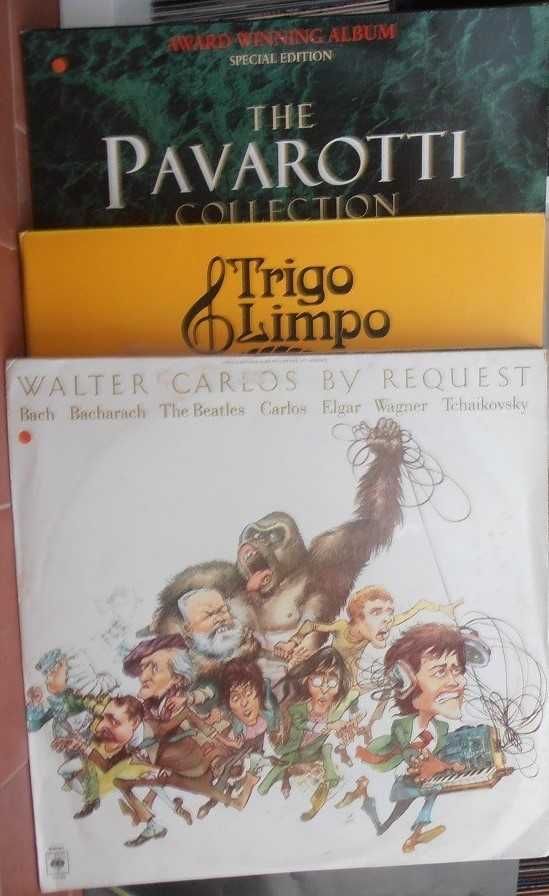 AWARD WINNING ALBUM
SPECIAL EDITION
THE
PAVAROTTI
COLLECTION
Trigo
Limpo
WALTER CARLOS BY REQUEST
Bach Bacharach The Beatles Carlos Elgar Wagner Tchaikovsky